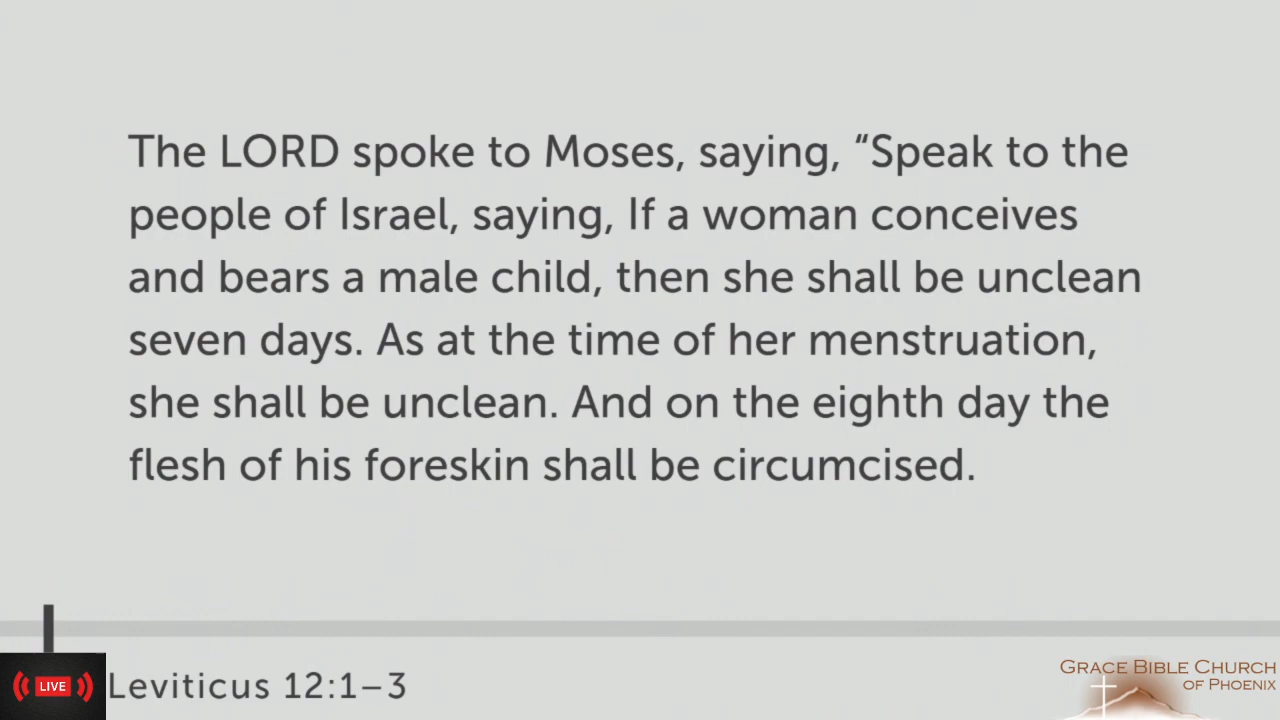 The LORD spoke to Moses, saying, “Speak to the
people of Israel, saying, If a woman conceives
and bears a male child, then she shall be unclean
seven days. As at the time of her menstruation,
she shall be unclean. And on the eighth day the
flesh of his foreskin shall be circumcised.
LIVE
Leviticus 12:1–3
GRACE BIBLE CHURCH
OF PHOENIX